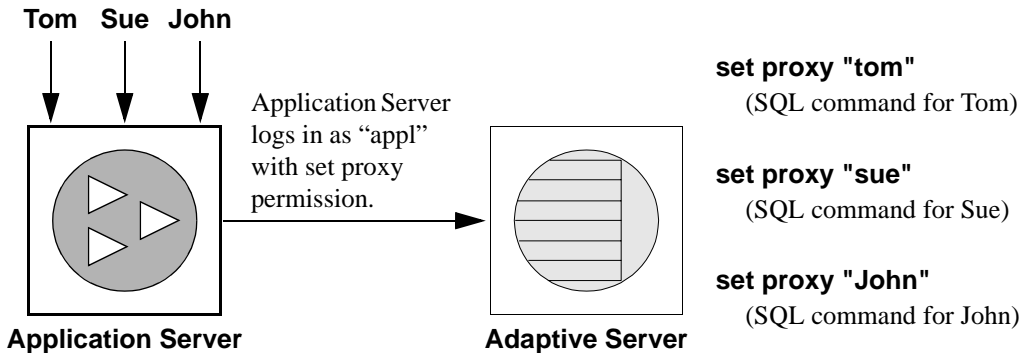 Tom Sue John
Application Server
logs in as “appl”
with set proxy
permission.
Application Server
Adaptive Server
set proxy "tom"
(SQL command for Tom)
set proxy "sue"
(SQL command for Sue)
set proxy "John"
(SQL command for John)